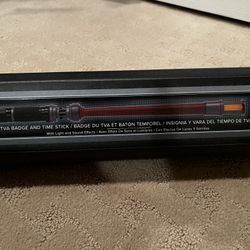 TVA BADGE AND TIME STICK / BADGE DU TVA ET BATON TEMPOREL / INSIGNIA Y VARA DEL TIEMPO DE TVA
With Light and Sound Effects / Avec Effets De Sons et Lumières / Con Efectos De Luces Y Sonidos